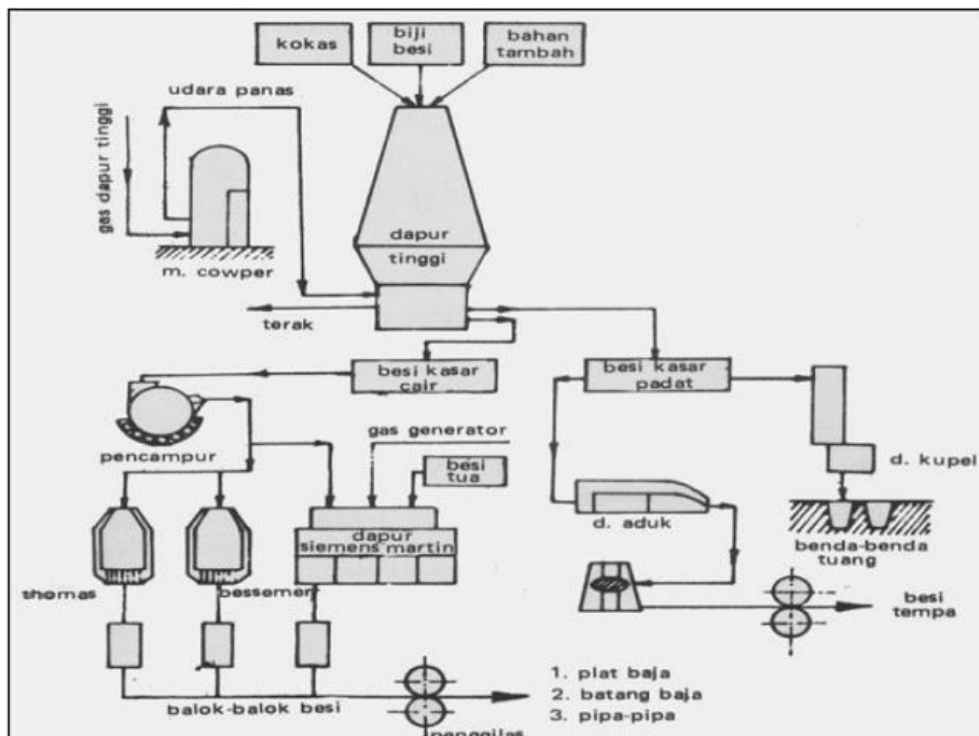 kokas
biji
besi
bahan
tambah
udara panas
gas dapur tinggi
m. cowper
dapur
tinggi
terak
besi kasar
cair
besi kasar
padat
pencampur
gas generator
besi
tua
d. kupel
dapur
siemens martin
d. aduk
benda-benda
tuang
thomas
bessemer
besi
tempa
balok-balok besi
1. plat baja
2. batang baja
3. pipa-pipa
penggilas